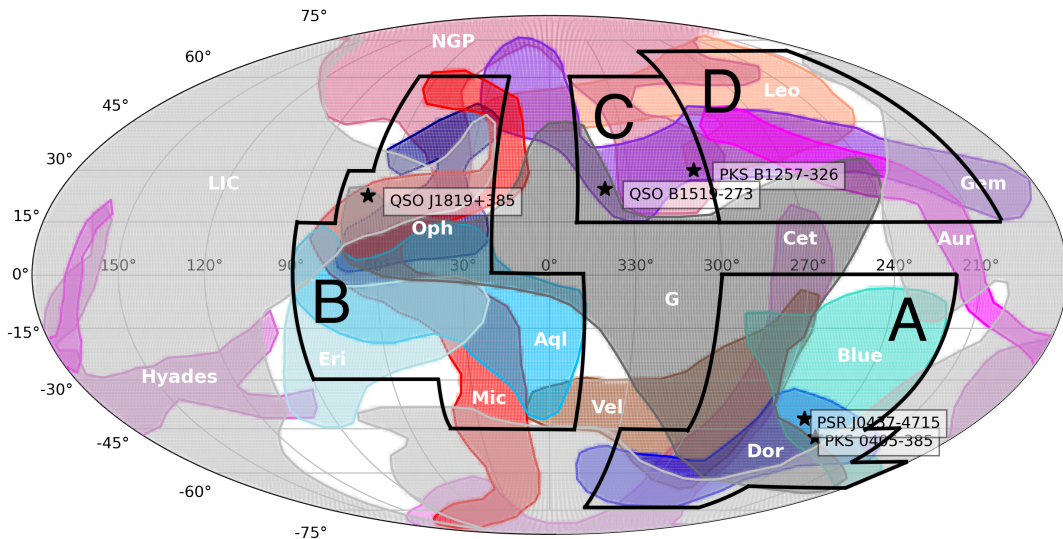 75°
60°
NGP
D
Leo
45°
C
30°
LIC
PKS B1257-326
Gem
QSO J1819+385
QSO B1519-273
15°
Oph
Cet
Aur
0°
150°
120°
90°
30°
0°
330°
300°
270°
240°
210°
G
B
A
-15°
Aql
Eri
Blue
Hyades
-30°
Mic
Vel
PSR J0437-4715
PKS 0405-385
-45°
Dor
-60°
-75°